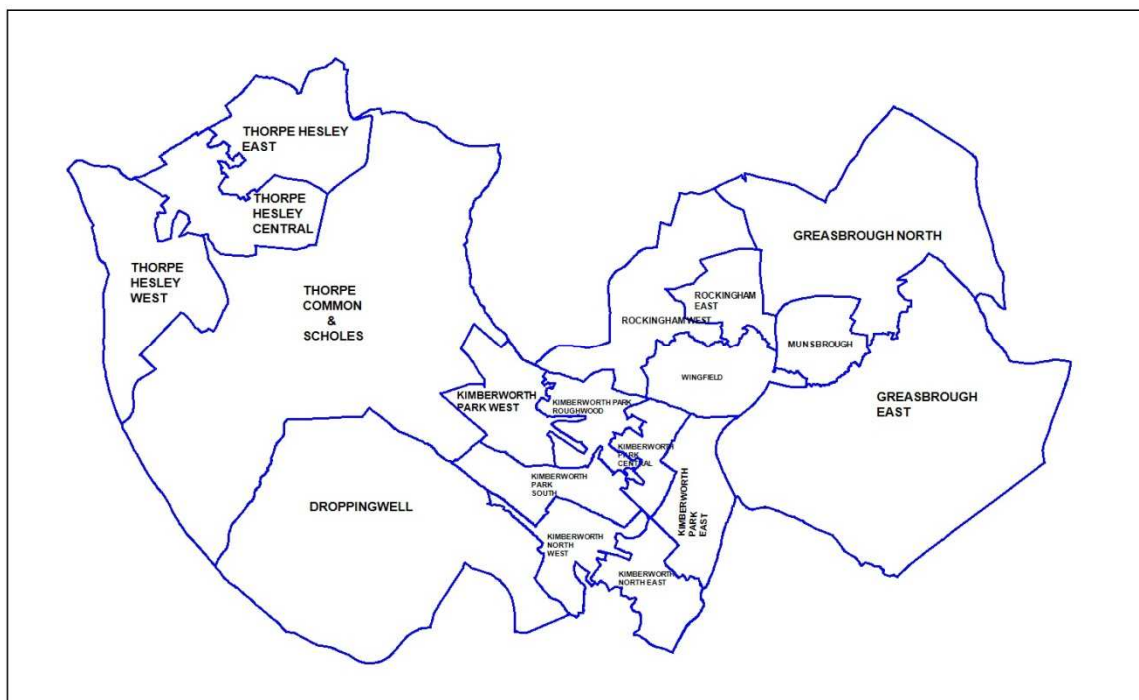 THORPE HESLEY
EAST
THORPE
HESLEY
CENTRAL
THORPE
HESLEY
WEST
THORPE
COMMON
&
SCHOLES
GREASBROUGH NORTH
ROCKINGHAM
EAST
ROCKINGHAM WEST
MUNSBROUGH
WINGFIELD
GREASBROUGH
EAST
KIMBERWORTH
PARK WEST
KIMBERWORTH PARK
ROUGHWOOD
KIMBERWORTH
PARK
CENTRAL
KIMBERWORTH
PARK
SOUTH
KIMBERWORTH
PARK
EAST
DROPPINGWELL
KIMBERWORTH
NORTH
WEST
KIMBERWORTH
NORTH EAST